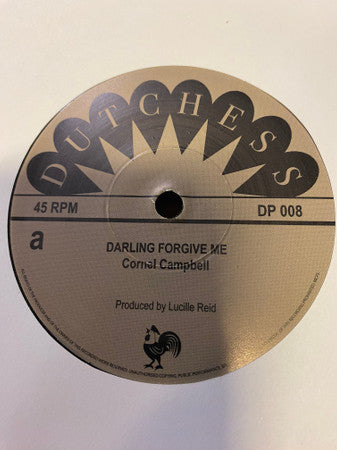 DUTCHESS
45 RPM
DP 008
a
DARLING FORGIVE ME
Cornel Campbell
Produced by Lucille Reid